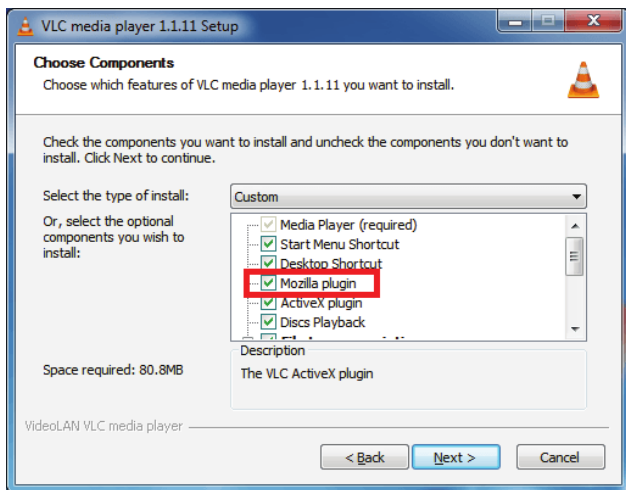 VLC media player 1.1.11 Setup
Choose Components
Choose which features of VLC media player 1.1.11 you want to install.
Check the components you want to install and uncheck the components you don't want to
install. Click Next to continue.
Select the type of install:
Custom
Or, select the optional
components you wish to
install:
Media Player (required)
Start Menu Shortcut
Desktop Shortcut
Mozilla plugin
ActiveX plugin
Discs Playback
Space required: 80.8MB
Description
The VLC ActiveX plugin
VideoLAN VLC media player
< Back
Next >
Cancel